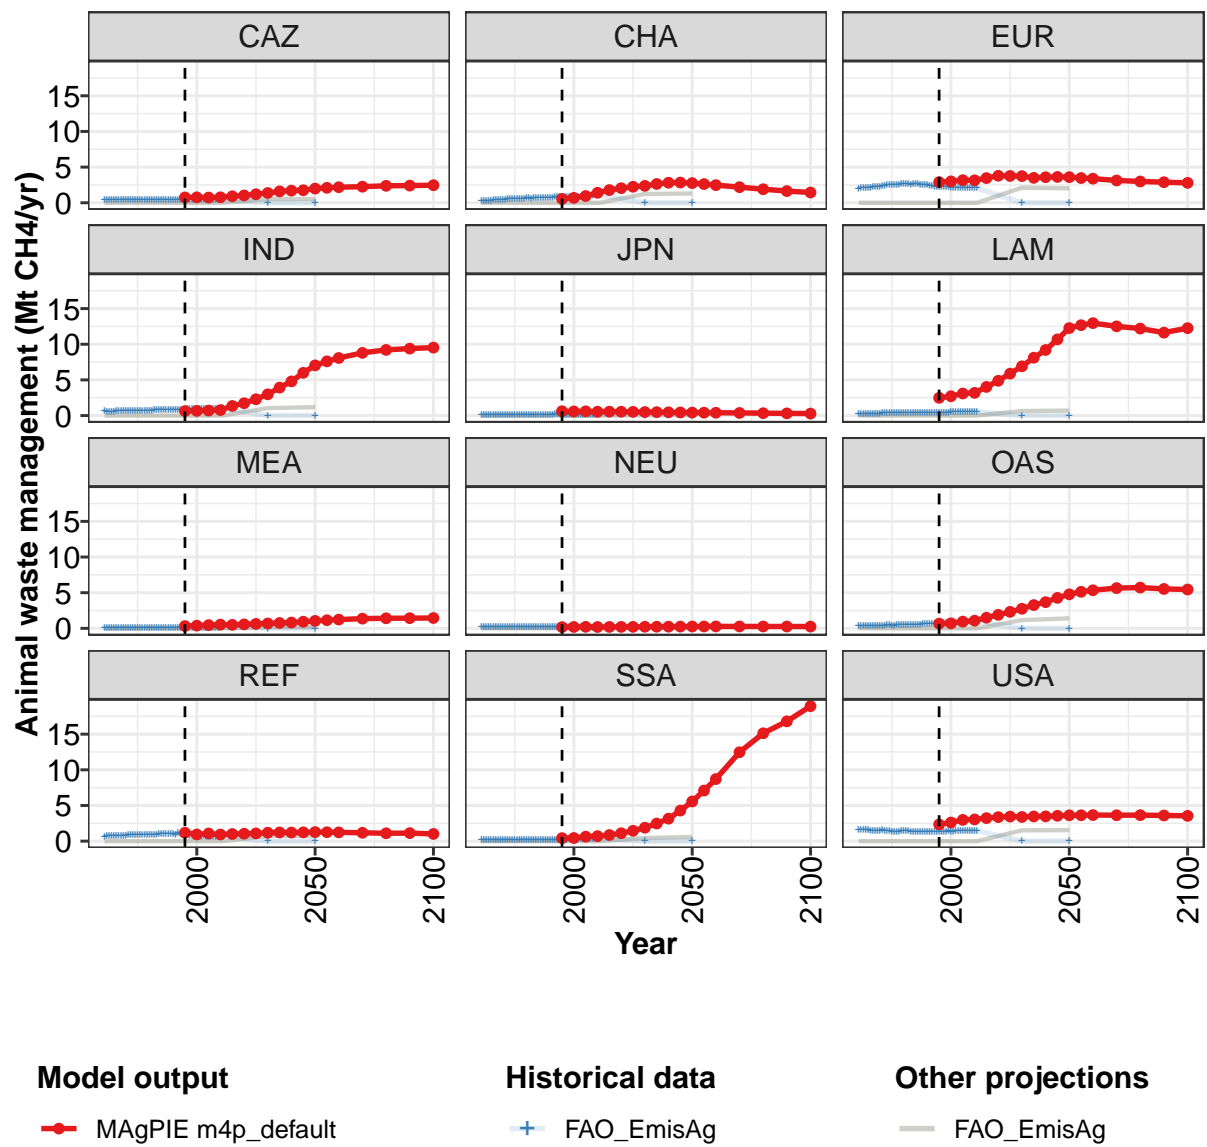 CAZ
CHA
EUR
15
10
5
0
IND
JPN
LAM
15
10
5
0
MEA
NEU
OAS
15
10
5
0
REF
SSA
USA
15
10
5
0
2000
2050
2100
2000
2050
2100
2000
2050
2100
Year
Animal waste management (Mt CH4/yr)
Model output
Historical data
Other projections
MAgPIE m4p_default
FAO_EmisAg
FAO_EmisAg